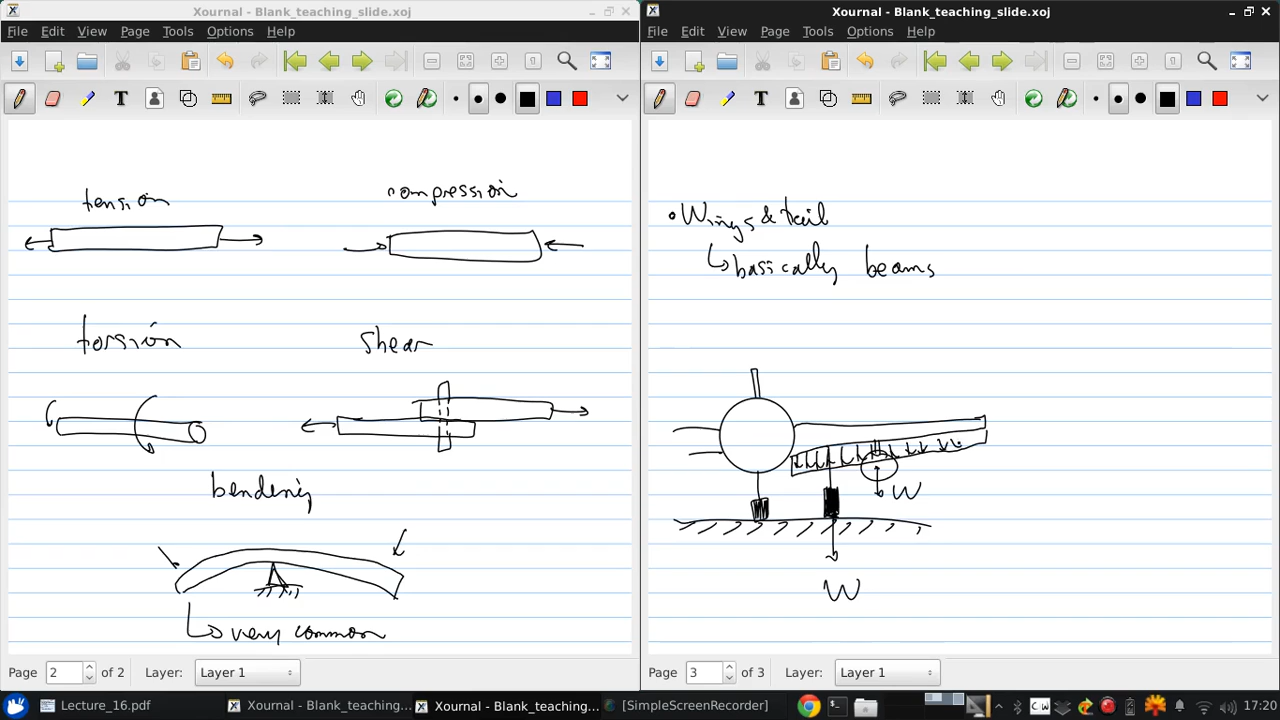 Xournal - Blank_teaching_slide.xoj
File Edit View Page Tools Options Help
tension
compression
torsion
shear
bending
very common
Page 2 of 2 Layer: Layer 1
Xournal - Blank_teaching_slide.xoj
File Edit View Page Tools Options Help
• Wings & tail
basically beams
W
W
Page 3 of 3 Layer: Layer 1
Lecture_16.pdf Xournal - Blank_teaching_slide.... Xournal - Blank_teaching_slide.... [SimpleScreenRecorder] 17:20